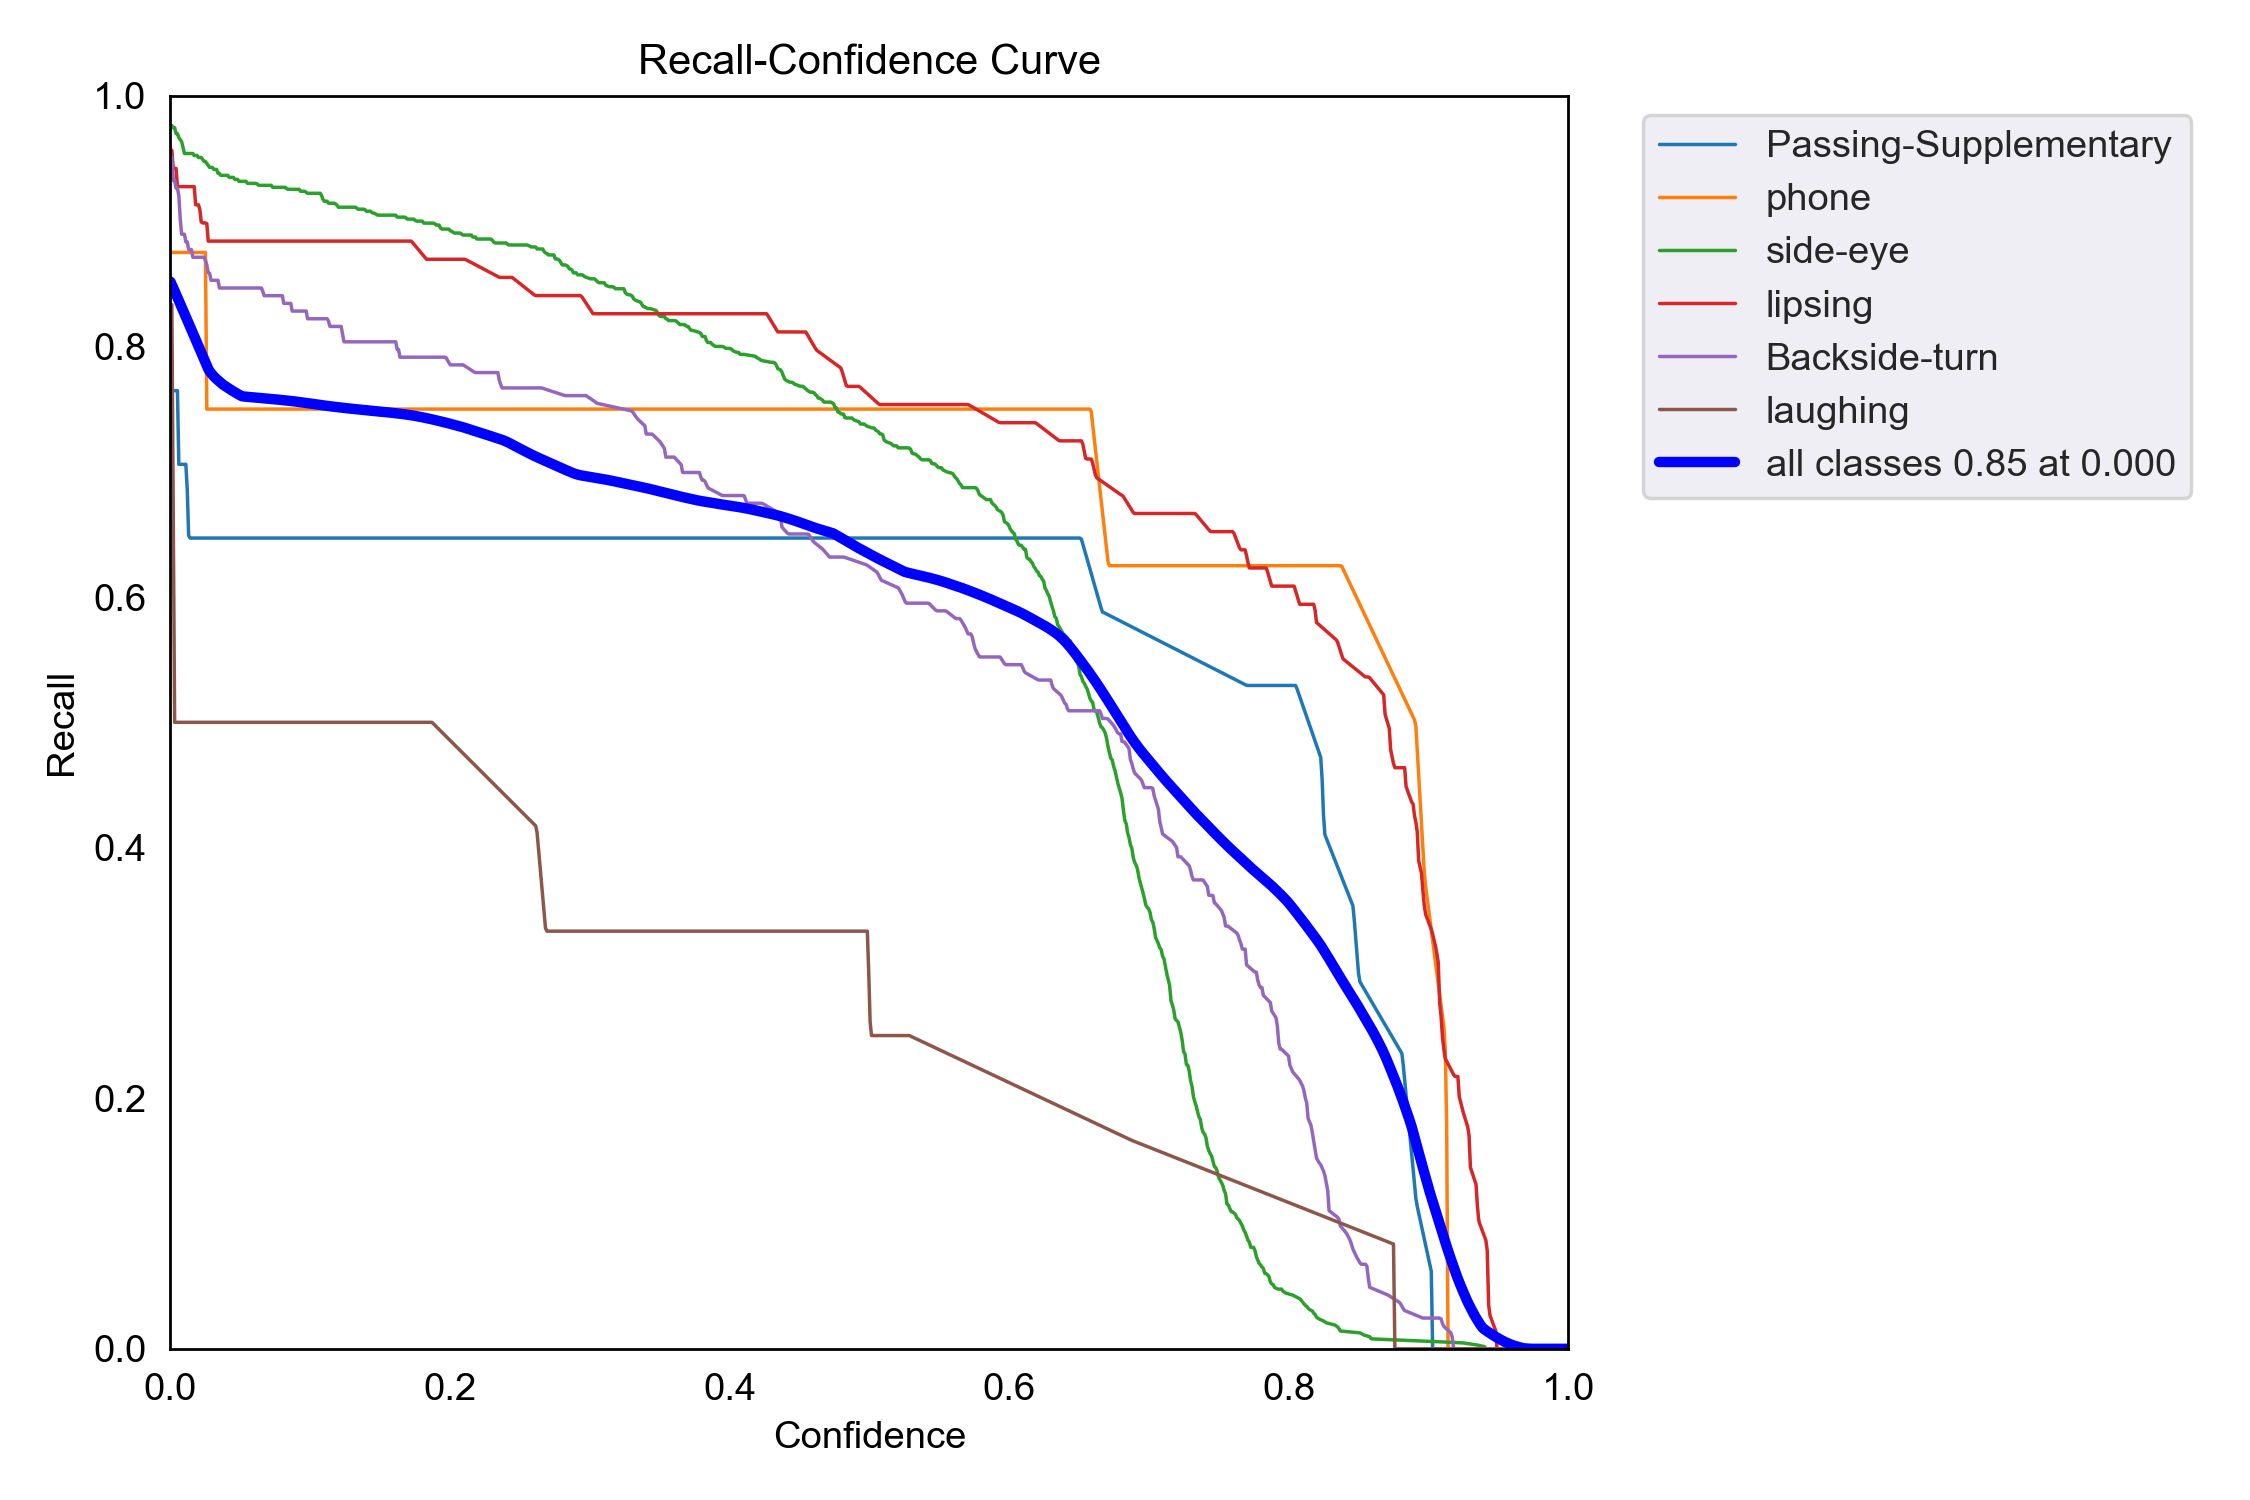 Recall-Confidence Curve
1.0
0.8
0.6
0.4
0.2
0.0
Recall
0.0 0.2 0.4 0.6 0.8 1.0
Confidence
Passing-Supplementary
phone
side-eye
lipsing
Backside-turn
laughing
all classes 0.85 at 0.000